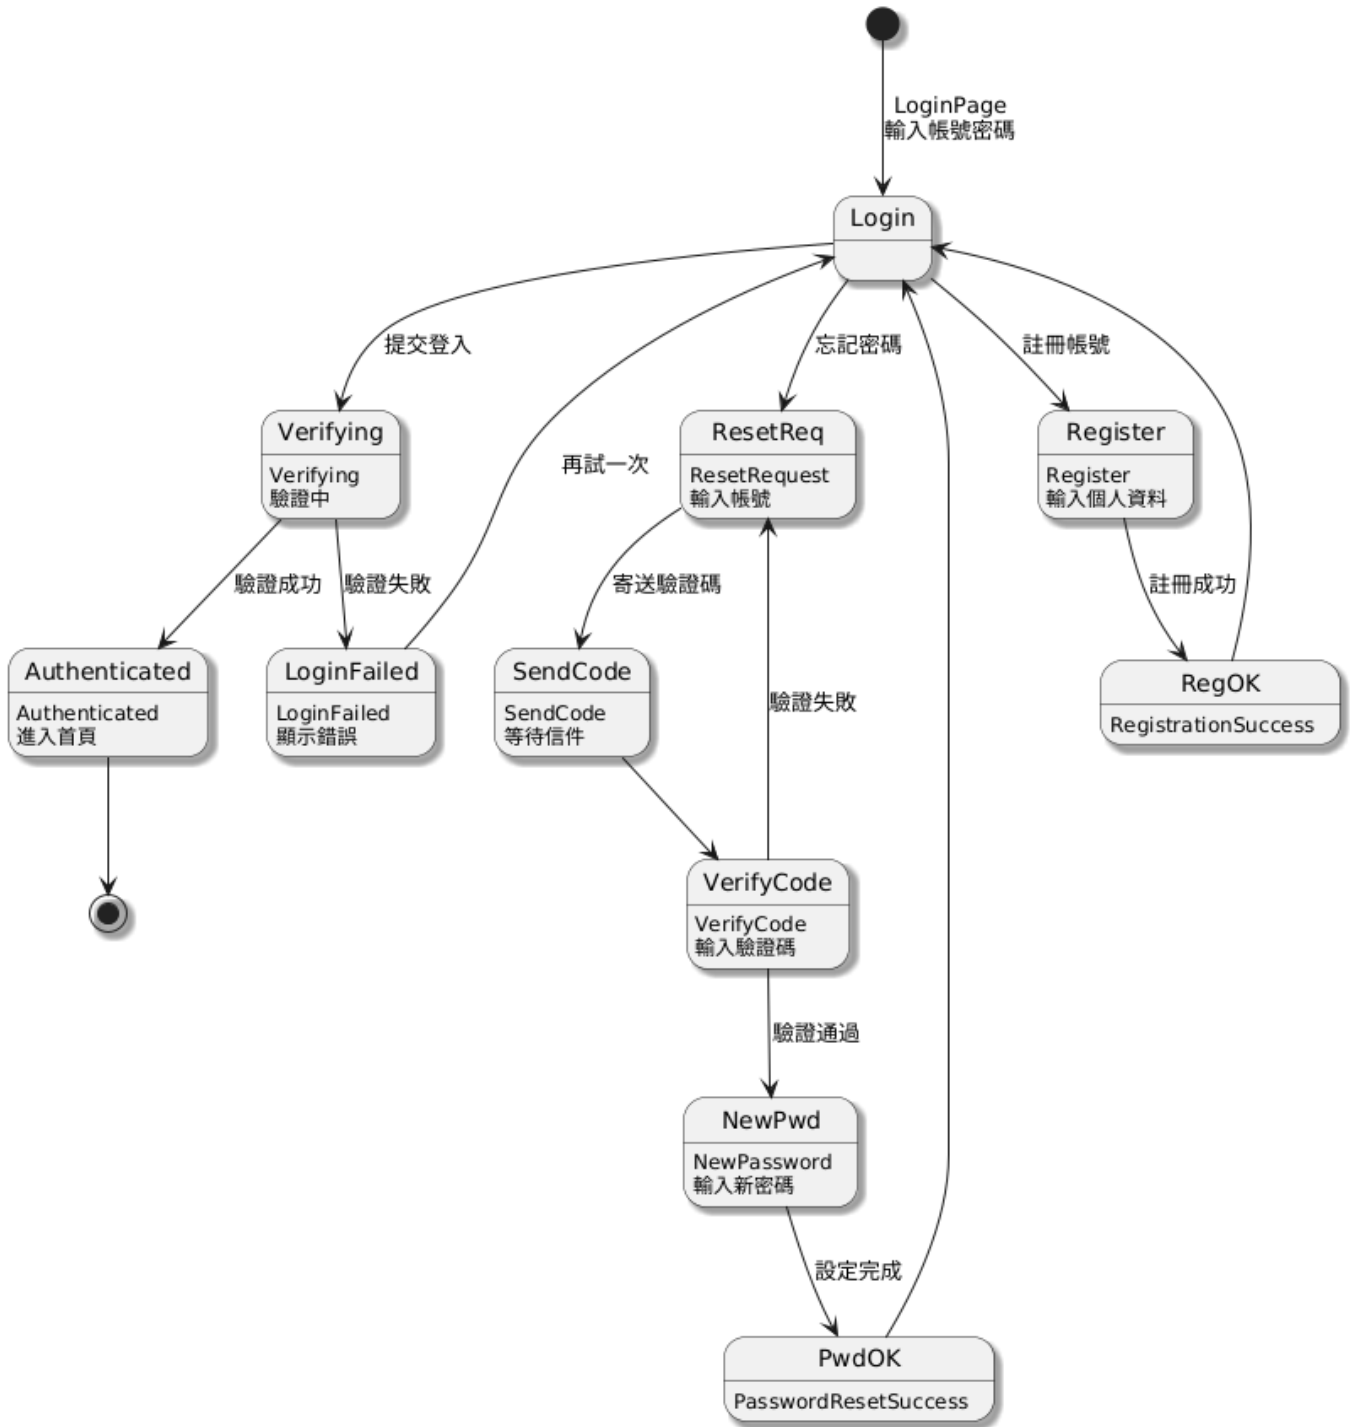 LoginPage
輸入帳號密碼
Login
提交登入
忘記密碼
註冊帳號
Verifying
Verifying
驗證中
再試一次
ResetReq
ResetRequest
輸入帳號
Register
Register
輸入個人資料
驗證成功
驗證失敗
寄送驗證碼
註冊成功
Authenticated
Authenticated
進入首頁
LoginFailed
LoginFailed
顯示錯誤
SendCode
SendCode
等待信件
驗證失敗
RegOK
RegistrationSuccess
VerifyCode
VerifyCode
輸入驗證碼
驗證通過
NewPwd
NewPassword
輸入新密碼
設定完成
PwdOK
PasswordResetSuccess